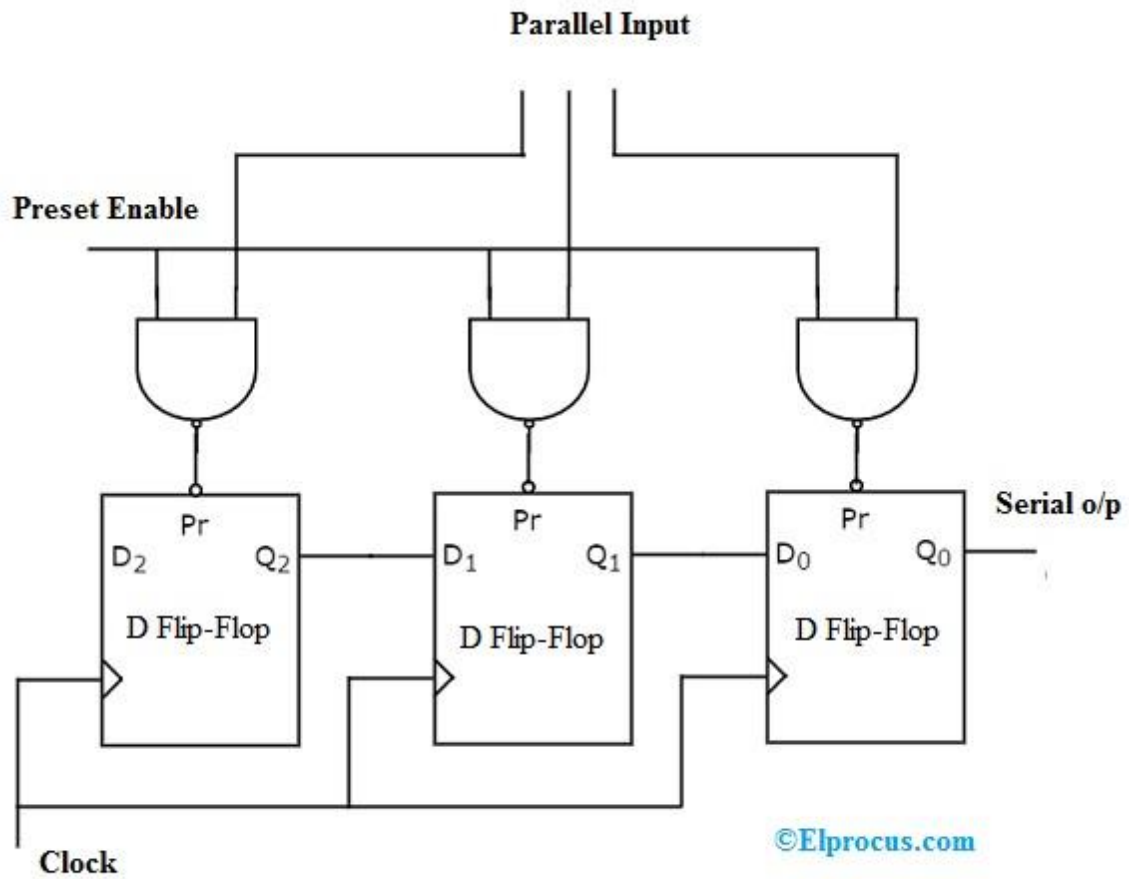 Parallel Input
Preset Enable
Pr
Pr
Pr
Serial o/p
D2
Q2
D1
Q1
D0
Q0
D Flip-Flop
D Flip-Flop
D Flip-Flop
©Elprocus.com
Clock